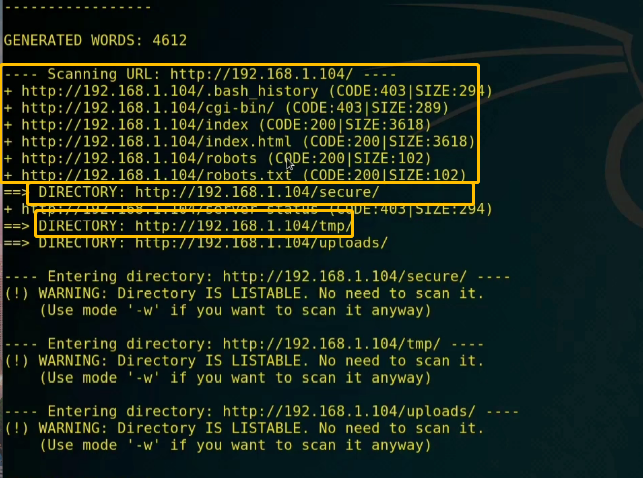 -----------------
GENERATED WORDS: 4612
---- Scanning URL: http://192.168.1.104/ ----
+ http://192.168.1.104/.bash_history (CODE:403|SIZE:294)
+ http://192.168.1.104/cgi-bin/ (CODE:403|SIZE:289)
+ http://192.168.1.104/index (CODE:200|SIZE:3618)
+ http://192.168.1.104/index.html (CODE:200|SIZE:3618)
+ http://192.168.1.104/robots (CODE:200|SIZE:102)
+ http://192.168.1.104/robots.txt (CODE:200|SIZE:102)
==> DIRECTORY: http://192.168.1.104/secure/
+ http://192.168.1.104/server-status (CODE:403|SIZE:294)
==> DIRECTORY: http://192.168.1.104/tmp/
==> DIRECTORY: http://192.168.1.104/uploads/
---- Entering directory: http://192.168.1.104/secure/ ----
(!) WARNING: Directory IS LISTABLE. No need to scan it.
(Use mode '-w' if you want to scan it anyway)
---- Entering directory: http://192.168.1.104/tmp/ ----
(!) WARNING: Directory IS LISTABLE. No need to scan it.
(Use mode '-w' if you want to scan it anyway)
---- Entering directory: http://192.168.1.104/uploads/ ----
(!) WARNING: Directory IS LISTABLE. No need to scan it.
(Use mode '-w' if you want to scan it anyway)